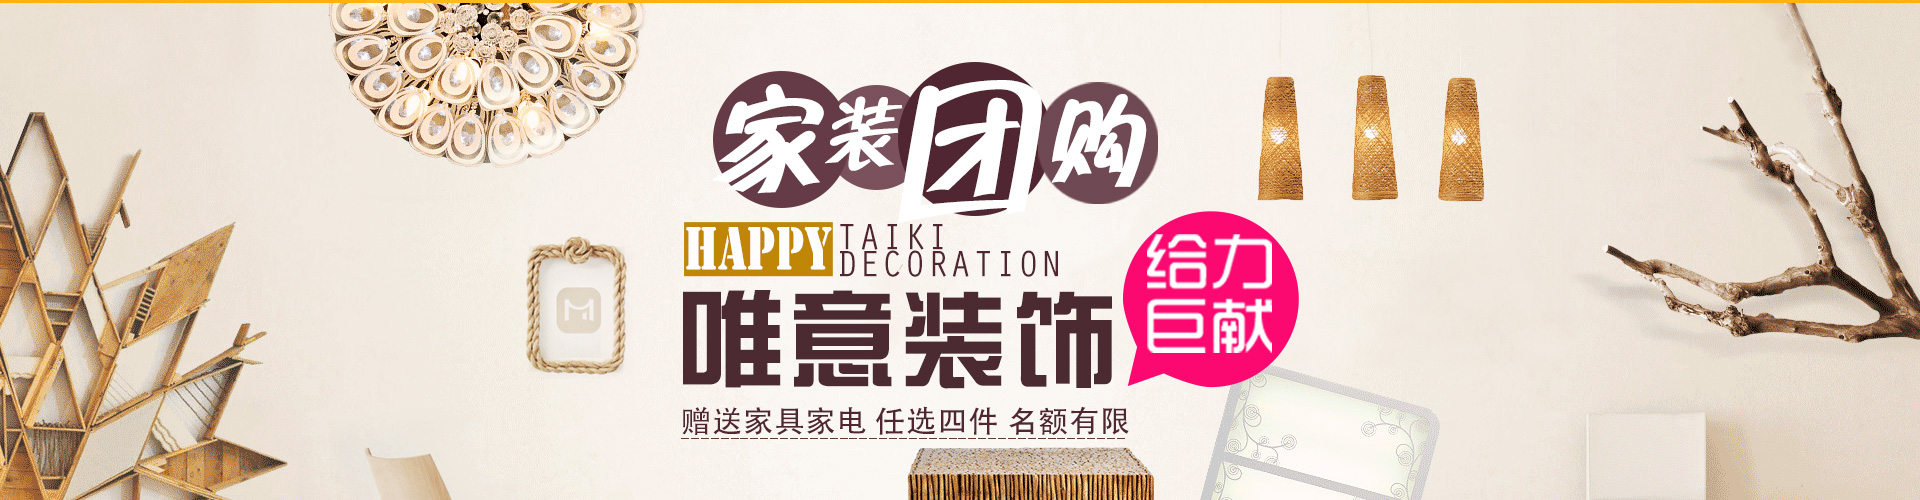 家装团购
HAPPY
TAIKI
DECORATION
唯意装饰
给力
巨献
赠送家具家电 任选四件 名额有限